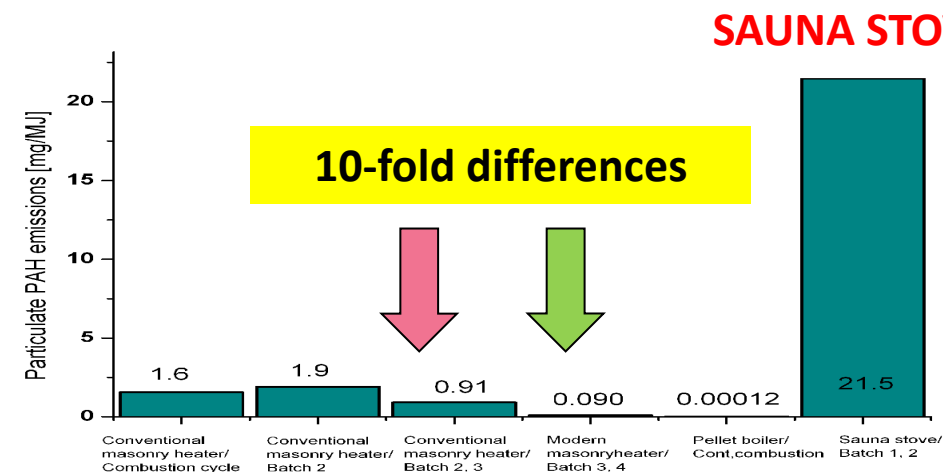 SAUNA STO
Particulate PAH emissions [mg/MJ]
20
15
10
5
0
10-fold differences
1.6
1.9
0.91
0.090
0.00012
21.5
Conventional
masonry heater/
Combustion cycle
Conventional
masonry heater/
Batch 2
Conventional
masonry heater/
Batch 2, 3
Modern
masonryheater/
Batch 3, 4
Pellet boiler/
Cont,combustion
Sauna stove/
Batch 1, 2